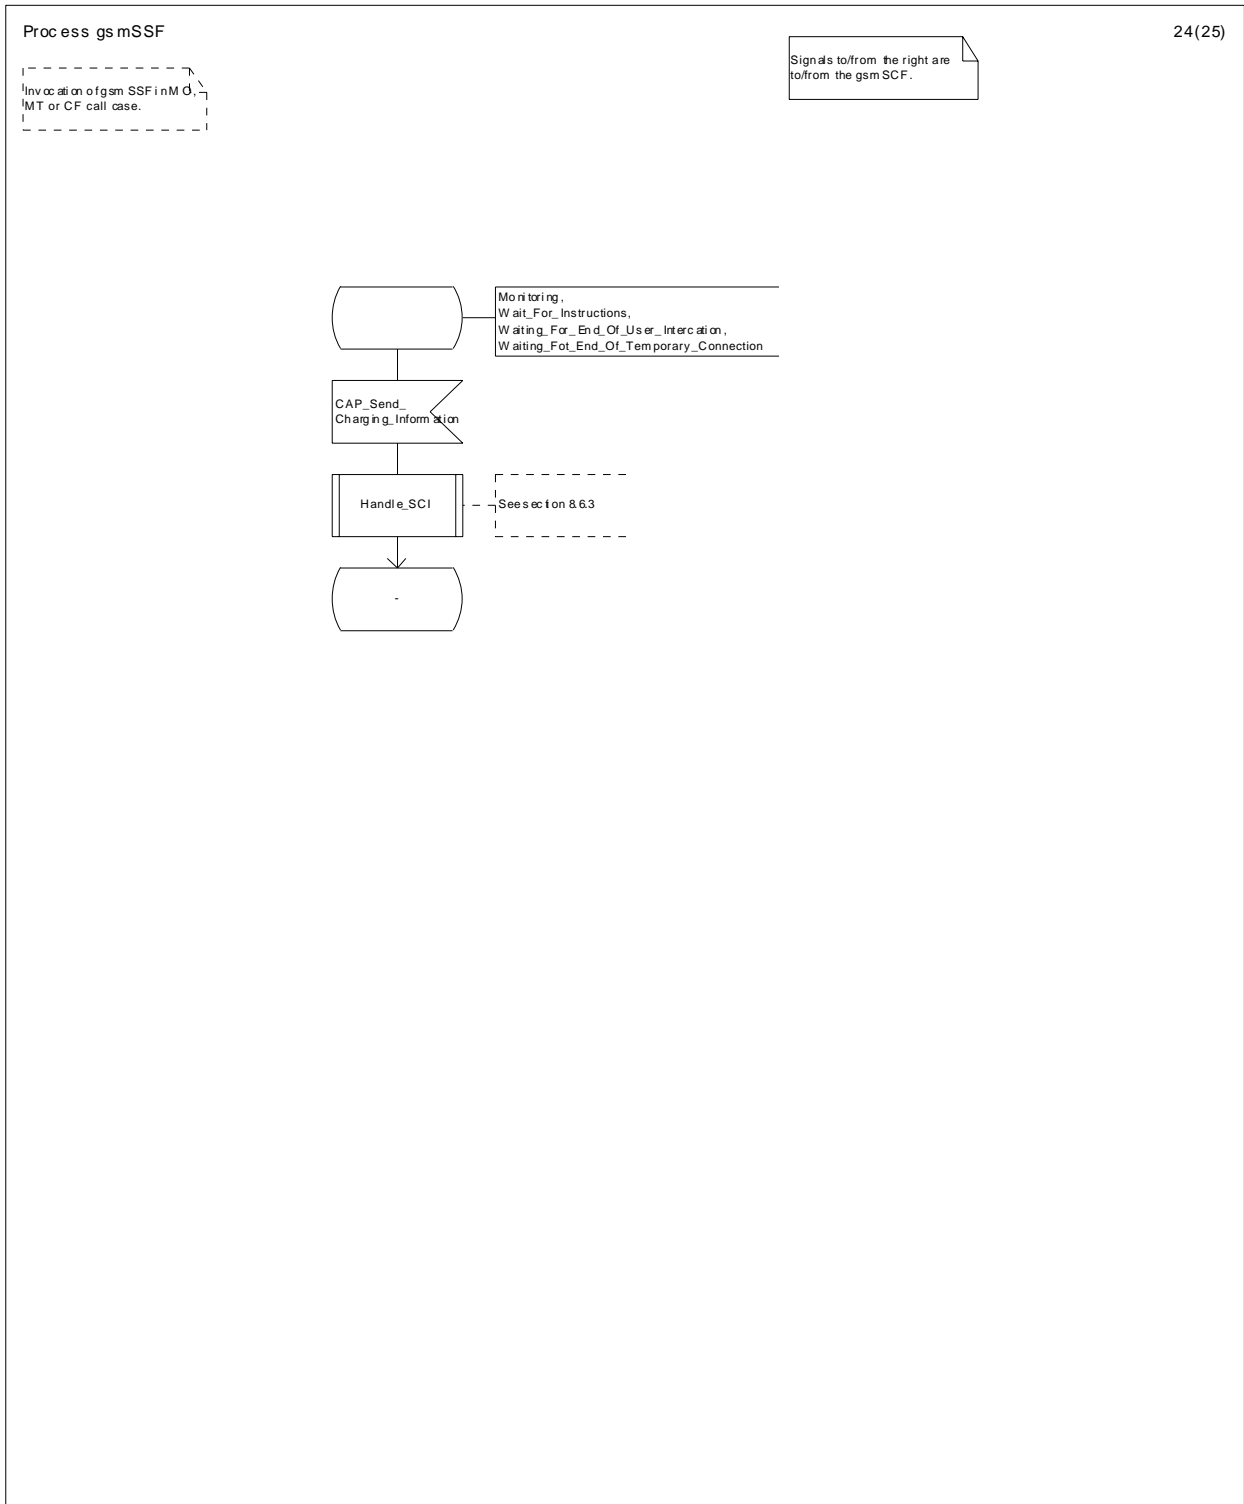 Process gsmSSF
24(25)
Signals to/from the right are
to/from the gsmSCF.
Invocation of gsmSSF in MO,
MT or CF call case.
Monitoring,
Wait_For_Instructions,
Waiting_For_End_Of_User_Intercation,
Waiting_Fot_End_Of_Temporary_Connection
CAP_Send_
Charging_Information
Handle_SCI
See section 8.6.3
-